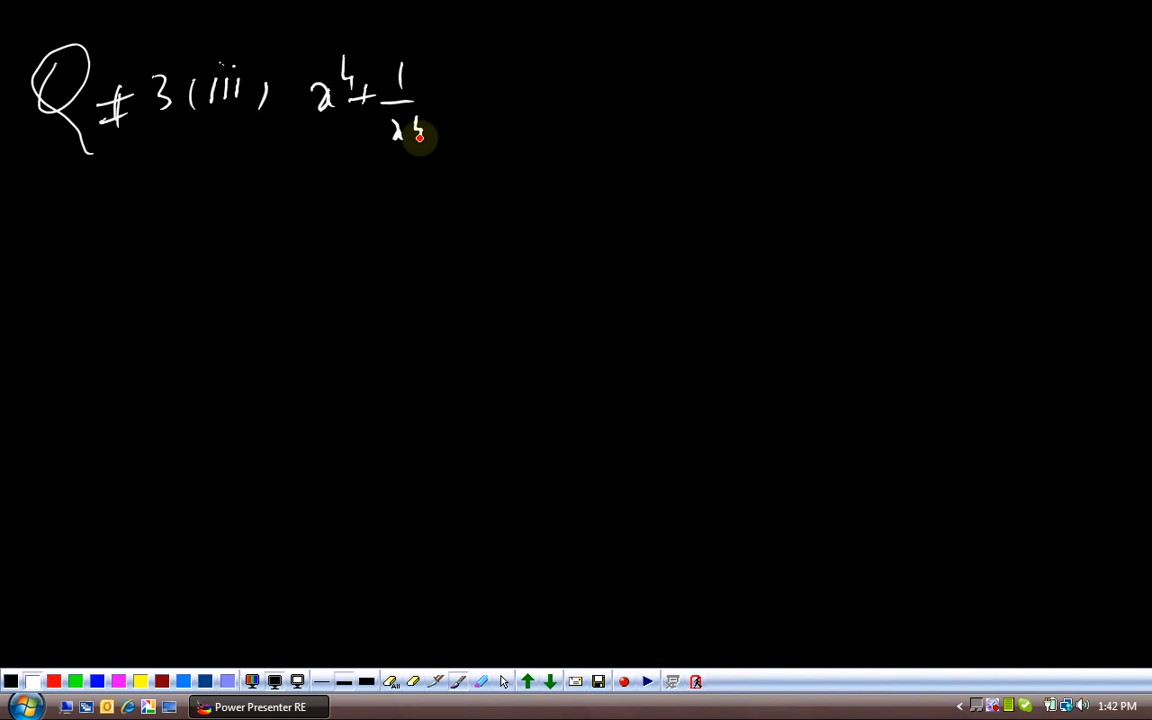 Q # 3 (iii) x⁴ + 1/x⁴
Power Presenter RE
1:42 PM